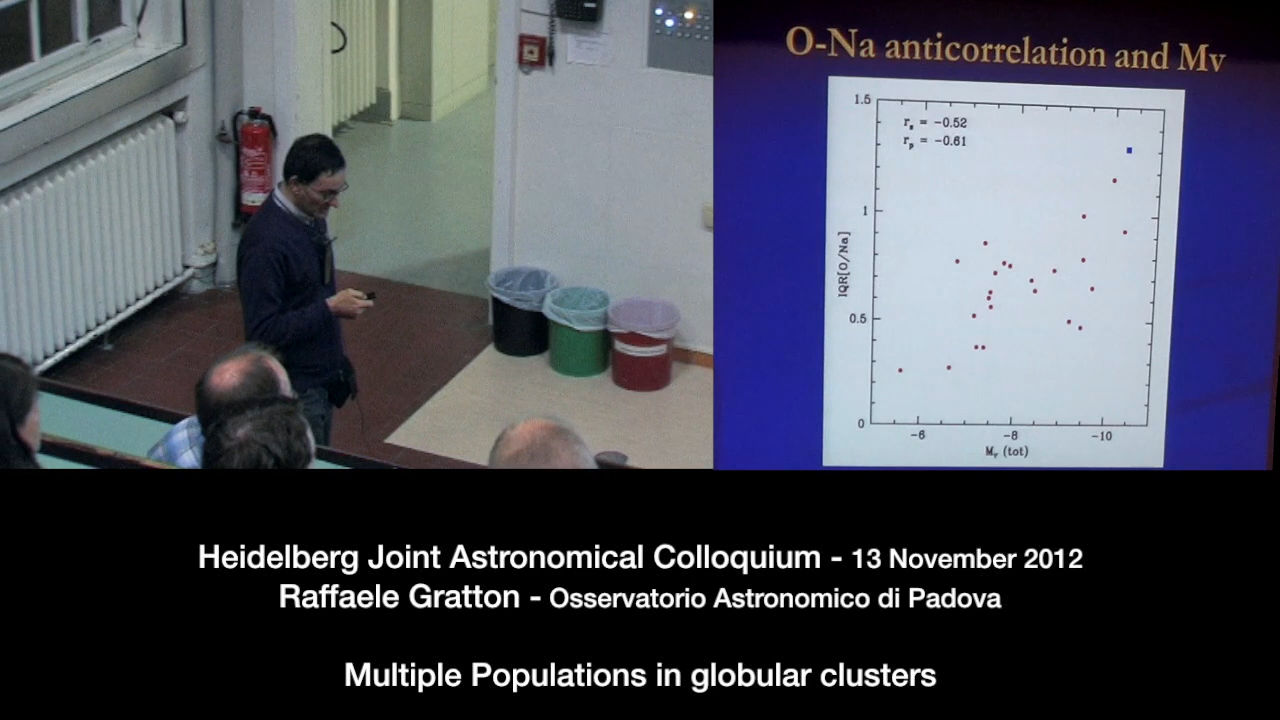 O-Na anticorrelation and Mv
1.5
rs = -0.52
rp = -0.61
1
IQR[O/Na]
0.5
0
-6
-8
-10
Mv (tot)
Heidelberg Joint Astronomical Colloquium - 13 November 2012
Raffaele Gratton - Osservatorio Astronomico di Padova
Multiple Populations in globular clusters